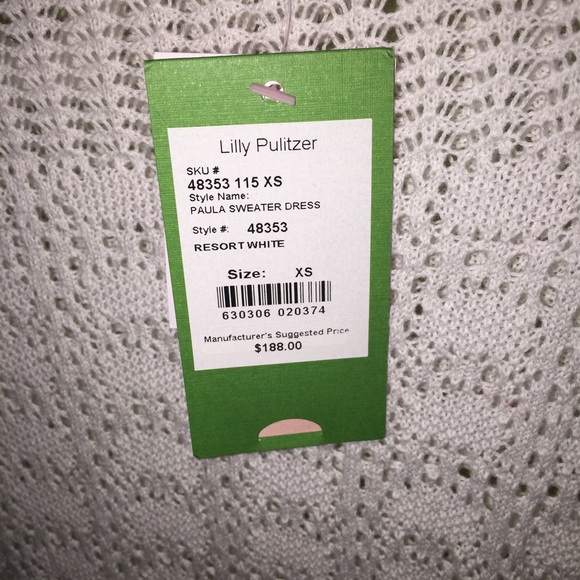 Lilly Pulitzer
SKU #
48353 115 XS
Style Name:
PAULA SWEATER DRESS
Style #: 48353
RESORT WHITE
Size: XS
630306 020374
Manufacturer's Suggested Price
$188.00